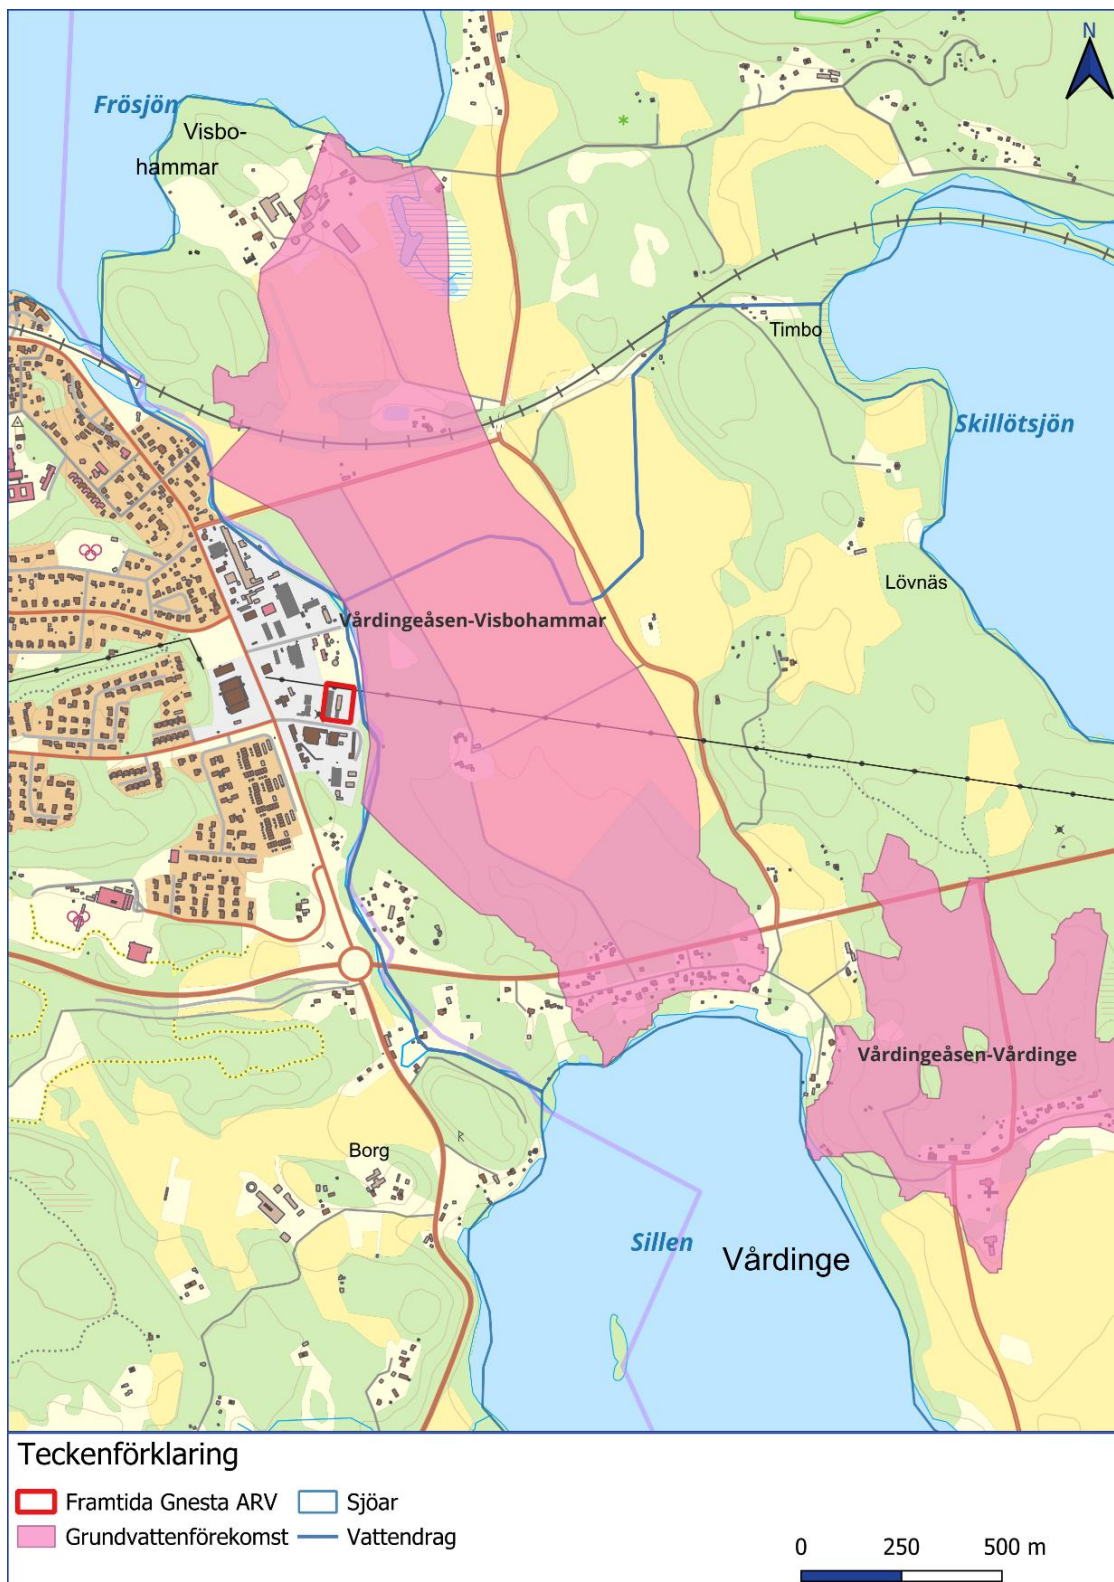 N
Frösjön
Visbo-
hammar
Timbo
Skillötsjön
Lövnäs
Vårdingeåsen-Visbohammar
Vårdingeåsen-Vårdinge
Borg
R
Sillen
Vårdinge
Teckenförklaring
Framtida Gnesta ARV
Sjöar
Grundvattenförekomst
Vattendrag
0 250 500 m